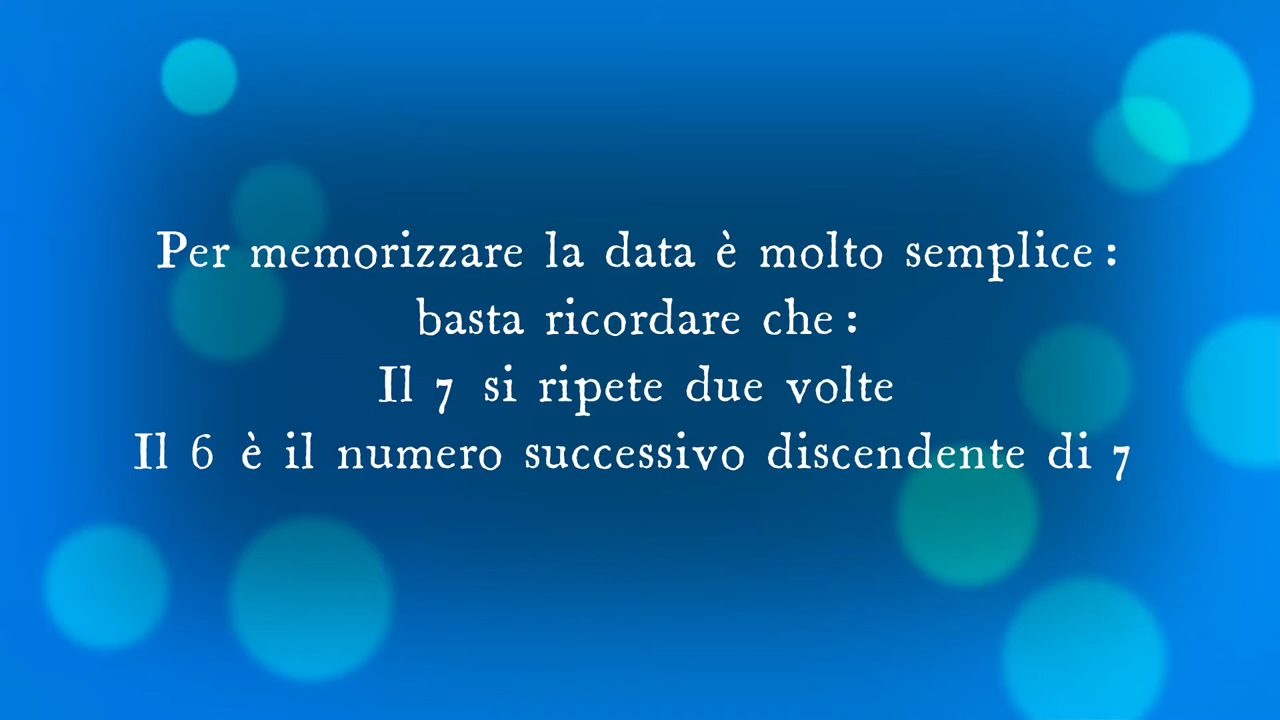 Per memorizzare la data è molto semplice:
basta ricordare che:
Il 7 si ripete due volte
Il 6 è il numero successivo discendente di 7